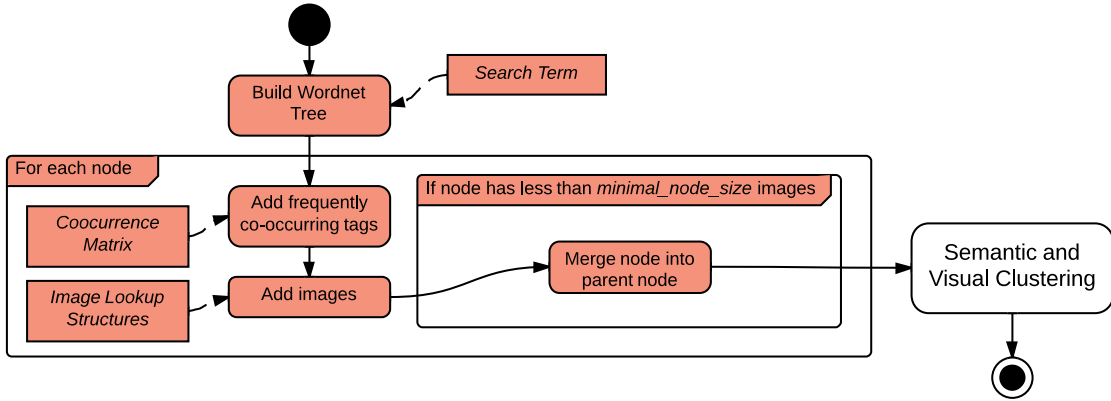 Search Term
Build Wordnet
Tree
For each node
If node has less than minimal_node_size images
Add frequently
co-occurring tags
Coocurrence
Matrix
Merge node into
parent node
Semantic and
Visual Clustering
Image Lookup
Structures
Add images